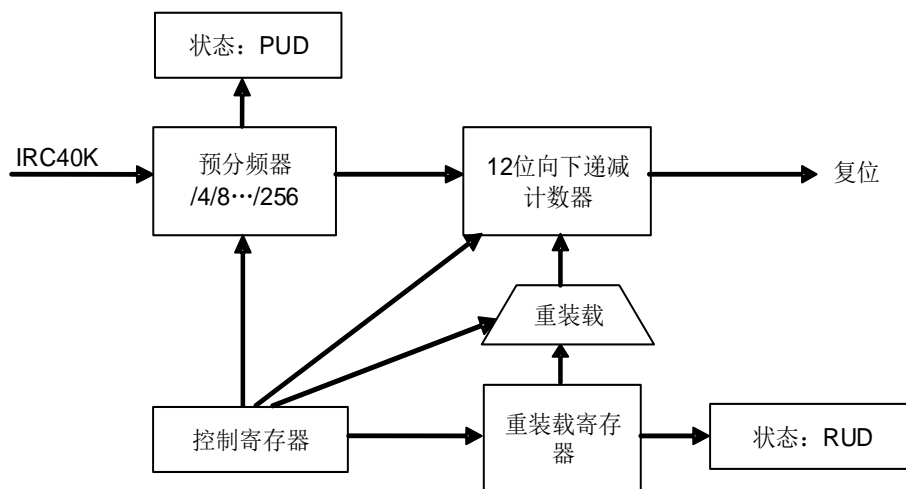 状态：PUD
IRC40K
预分频器
/4/8…/256
12位向下递减
计数器
复位
重装载
控制寄存器
重装载寄存
器
状态：RUD